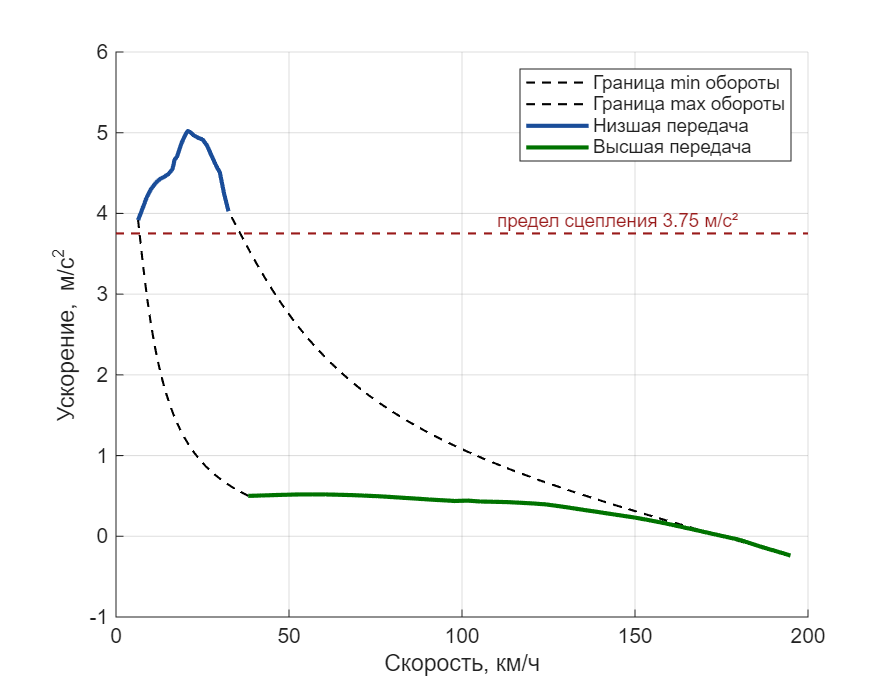 Граница min обороты
Граница max обороты
Низшая передача
Высшая передача
предел сцепления 3.75 м/с²
6
5
4
3
2
1
0
-1
0
50
100
150
200
Ускорение, м/с²
Скорость, км/ч